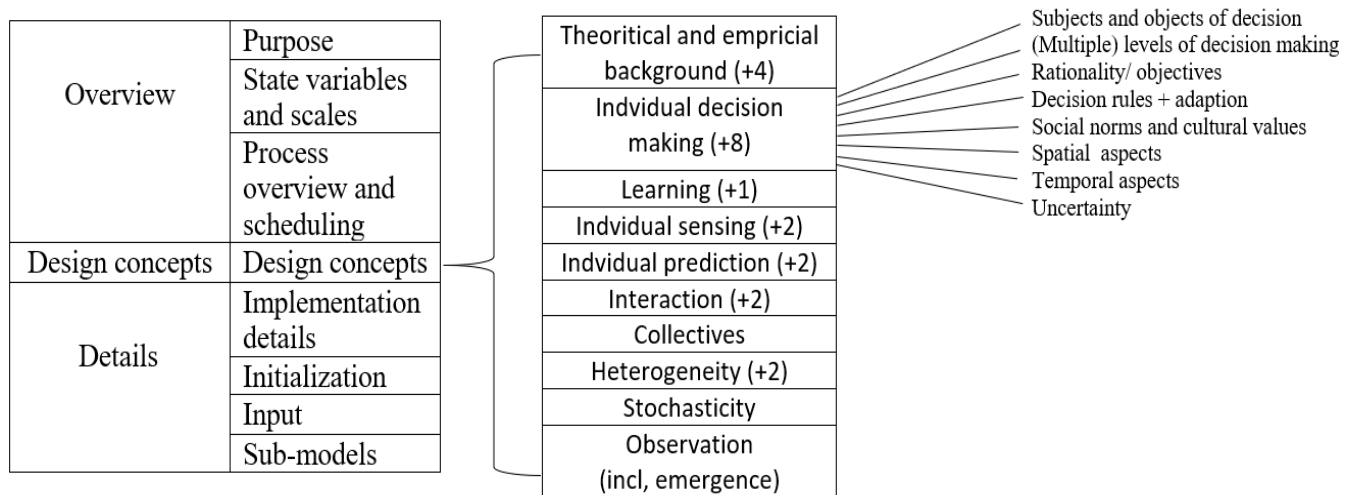 Overview
Purpose
State variables
and scales
Process
overview and
scheduling
Design concepts
Design concepts
Details
Implementation
details
Initialization
Input
Sub-models
Theoritical and empricial
background (+4)
Indvidual decision
making (+8)
Learning (+1)
Indvidual sensing (+2)
Indvidual prediction (+2)
Interaction (+2)
Collectives
Heterogeneity (+2)
Stochasticity
Observation
(incl, emergence)
Subjects and objects of decision
(Multiple) levels of decision making
Rationality/ objectives
Decision rules + adaption
Social norms and cultural values
Spatial aspects
Temporal aspects
Uncertainty